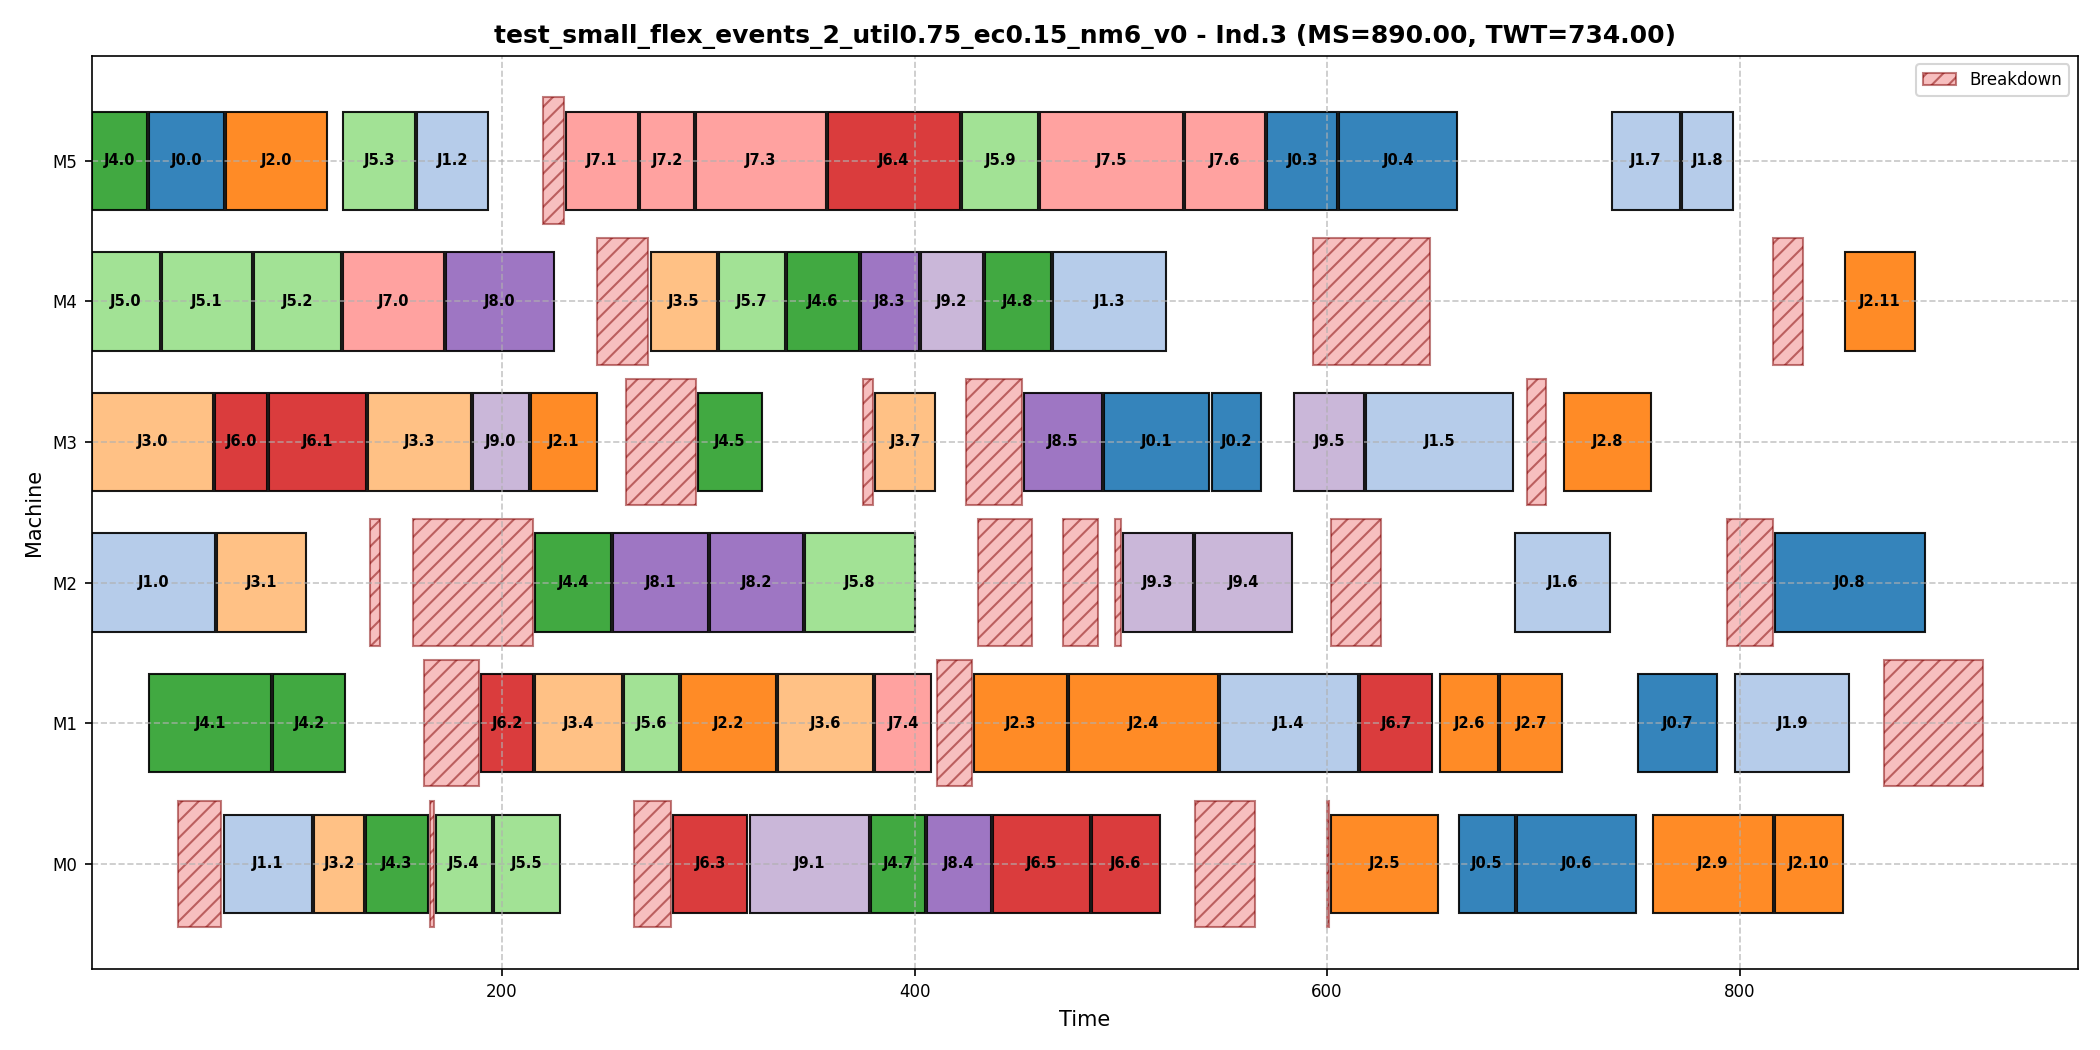 test_small_flex_events_2_util0.75_ec0.15_nm6_v0 - Ind.3 (MS=890.00, TWT=734.00)
Breakdown
M5 J4.0 J0.0 J2.0 J5.3 J1.2 J7.1 J7.2 J7.3 J6.4 J5.9 J7.5 J7.6 J0.3 J0.4 J1.7 J1.8
M4 J5.0 J5.1 J5.2 J7.0 J8.0 J3.5 J5.7 J4.6 J8.3 J9.2 J4.8 J1.3 J2.11
M3 J3.0 J6.0 J6.1 J3.3 J9.0 J2.1 J4.5 J3.7 J8.5 J0.1 J0.2 J9.5 J1.5 J2.8
M2 J1.0 J3.1 J4.4 J8.1 J8.2 J5.8 J9.3 J9.4 J1.6 J0.8
M1 J4.1 J4.2 J6.2 J3.4 J5.6 J2.2 J3.6 J7.4 J2.3 J2.4 J1.4 J6.7 J2.6 J2.7 J0.7 J1.9
M0 J1.1 J3.2 J4.3 J5.4 J5.5 J6.3 J9.1 J4.7 J8.4 J6.5 J6.6 J2.5 J0.5 J0.6 J2.9 J2.10
Machine
200 400 600 800
Time